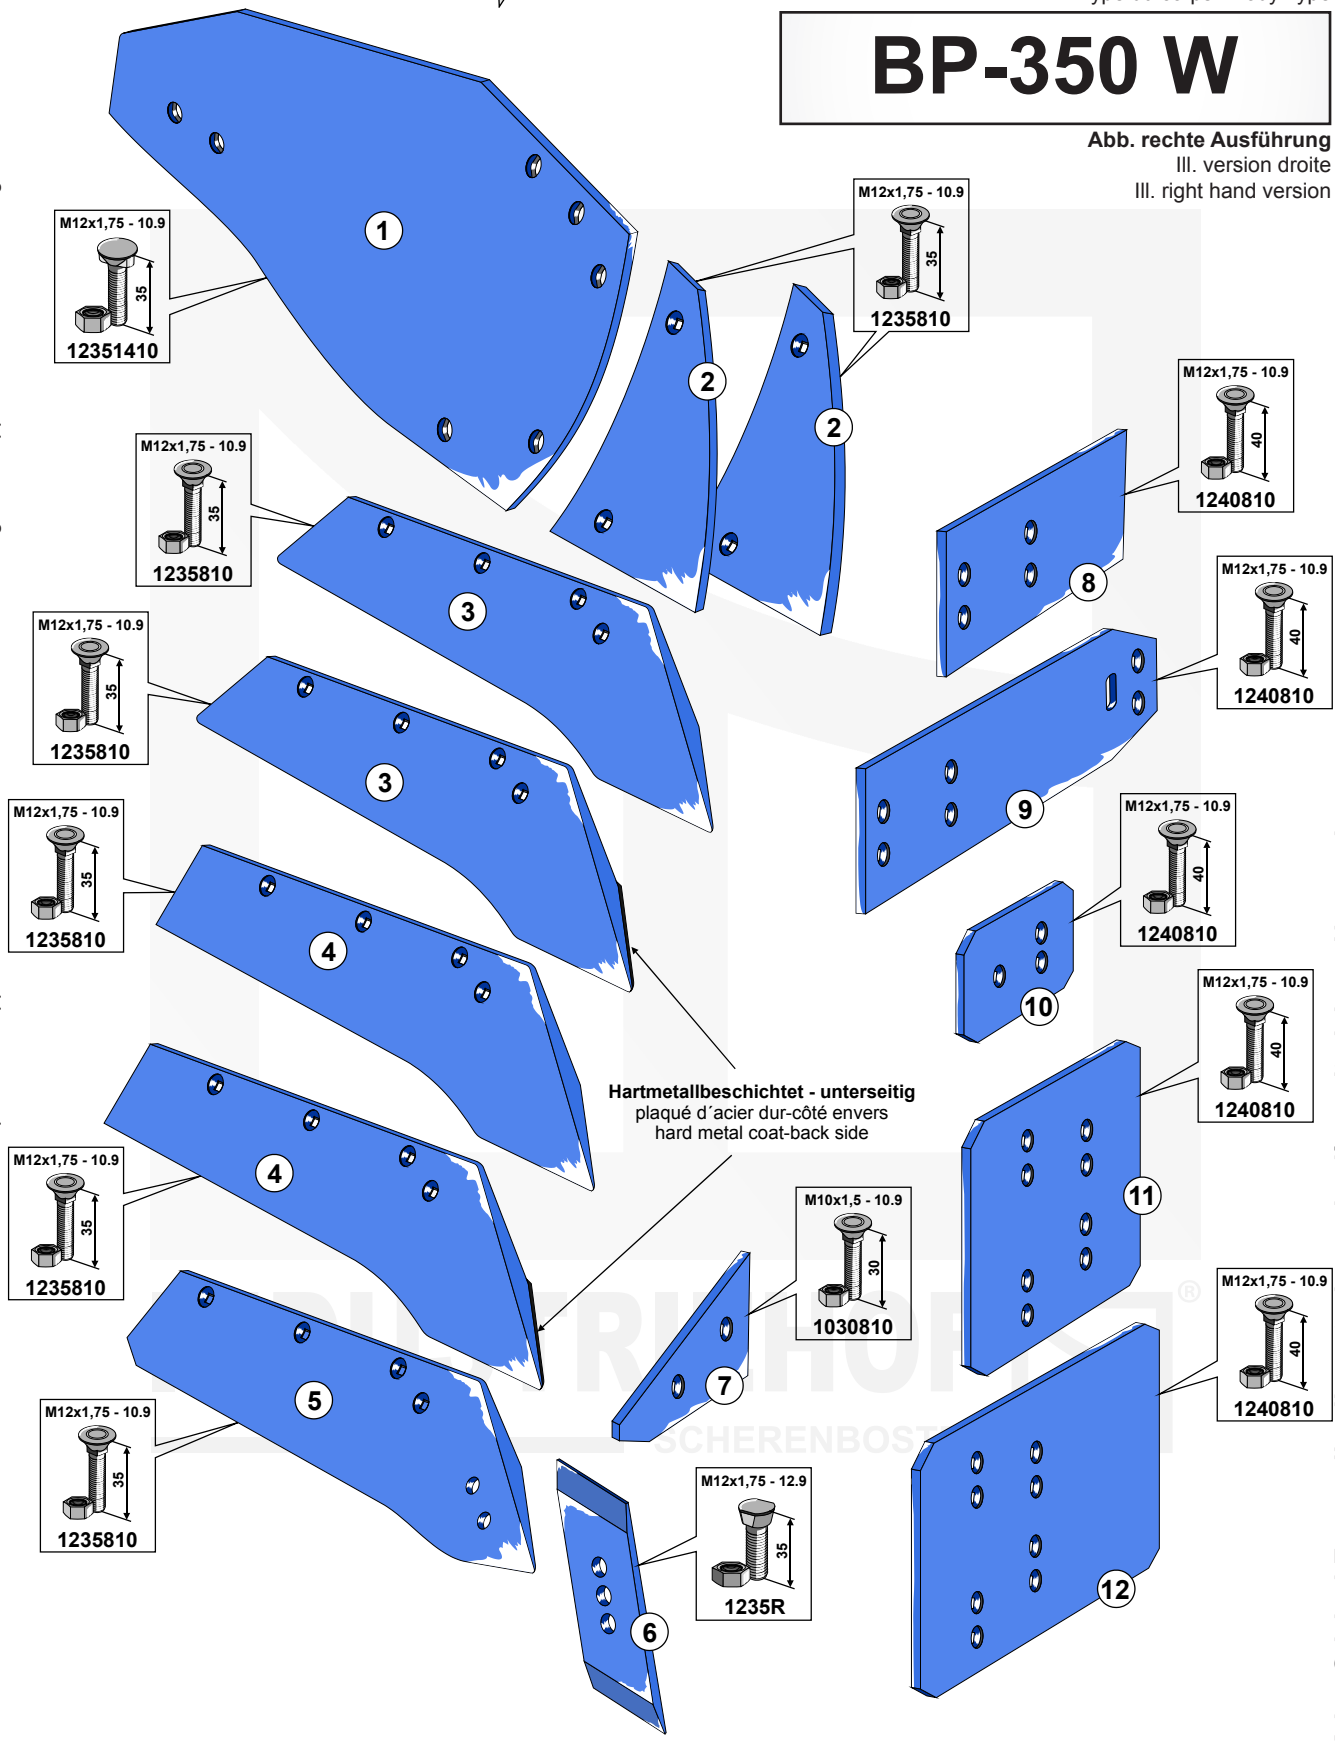 BP-350 W
Abb. rechte Ausführung
Ill. version droite
Ill. right hand version
M12x1,75 - 10.9
35
12351410
1
M12x1,75 - 10.9
35
1235810
2
2
M12x1,75 - 10.9
40
1240810
8
M12x1,75 - 10.9
35
1235810
3
M12x1,75 - 10.9
40
1240810
9
M12x1,75 - 10.9
35
1235810
3
M12x1,75 - 10.9
40
1240810
10
M12x1,75 - 10.9
35
1235810
4
M12x1,75 - 10.9
40
1240810
11
Hartmetallbeschichtet - unterseitig
plaqué d´acier dur-côté envers
hard metal coat-back side
M12x1,75 - 10.9
35
1235810
4
M10x1,5 - 10.9
30
1030810
7
M12x1,75 - 10.9
40
1240810
12
M12x1,75 - 10.9
35
1235810
5
M12x1,75 - 12.9
35
1235R
6
®